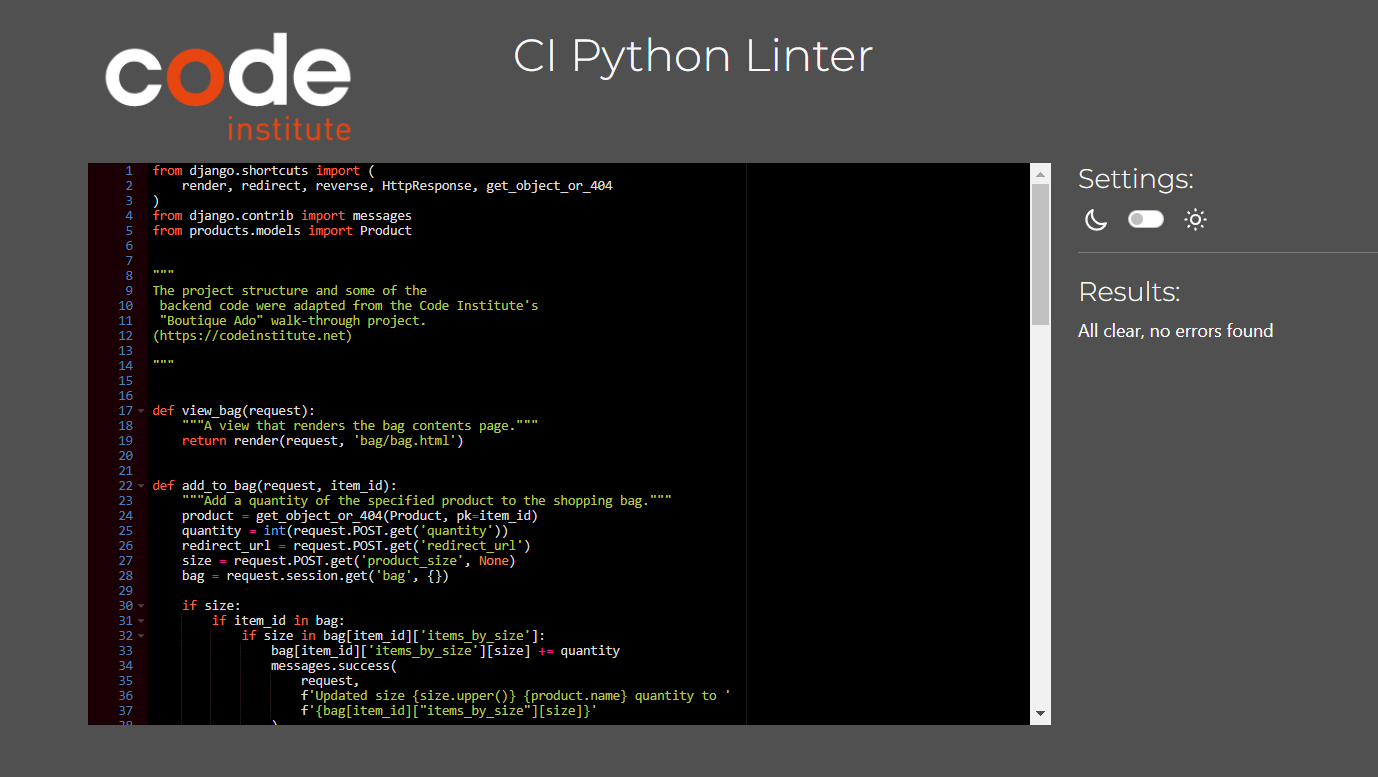 code
institute
CI Python Linter
1 from django.shortcuts import (
2     render, redirect, reverse, HttpResponse, get_object_or_404
3 )
4 from django.contrib import messages
5 from products.models import Product
6
7
8 """
9 The project structure and some of the
10  backend code were adapted from the Code Institute's
11  "Boutique Ado" walk-through project.
12 (https://codeinstitute.net)
13
14 """
15
16
17 def view_bag(request):
18     """A view that renders the bag contents page."""
19     return render(request, 'bag/bag.html')
20
21
22 def add_to_bag(request, item_id):
23     """Add a quantity of the specified product to the shopping bag."""
24     product = get_object_or_404(Product, pk=item_id)
25     quantity = int(request.POST.get('quantity'))
26     redirect_url = request.POST.get('redirect_url')
27     size = request.POST.get('product_size', None)
28     bag = request.session.get('bag', {})
29
30     if size:
31         if item_id in bag:
32             if size in bag[item_id]['items_by_size']:
33                 bag[item_id]['items_by_size'][size] += quantity
34                 messages.success(
35                     request,
36                     f'Updated size {size.upper()} {product.name} quantity to '
37                     f'{bag[item_id]["items_by_size"][size]}'
38                 )
Settings:
Results:
All clear, no errors found